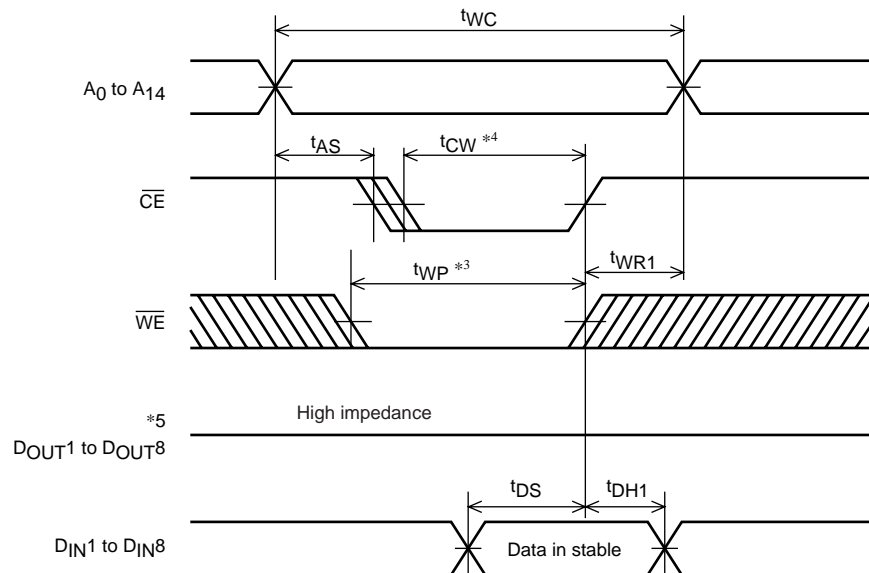 tWC
A0 to A14
tAS
tCW *4
CE
tWP *3
tWR1
WE
*5
High impedance
DOUT1 to DOUT8
tDS
tDH1
DIN1 to DIN8
Data in stable